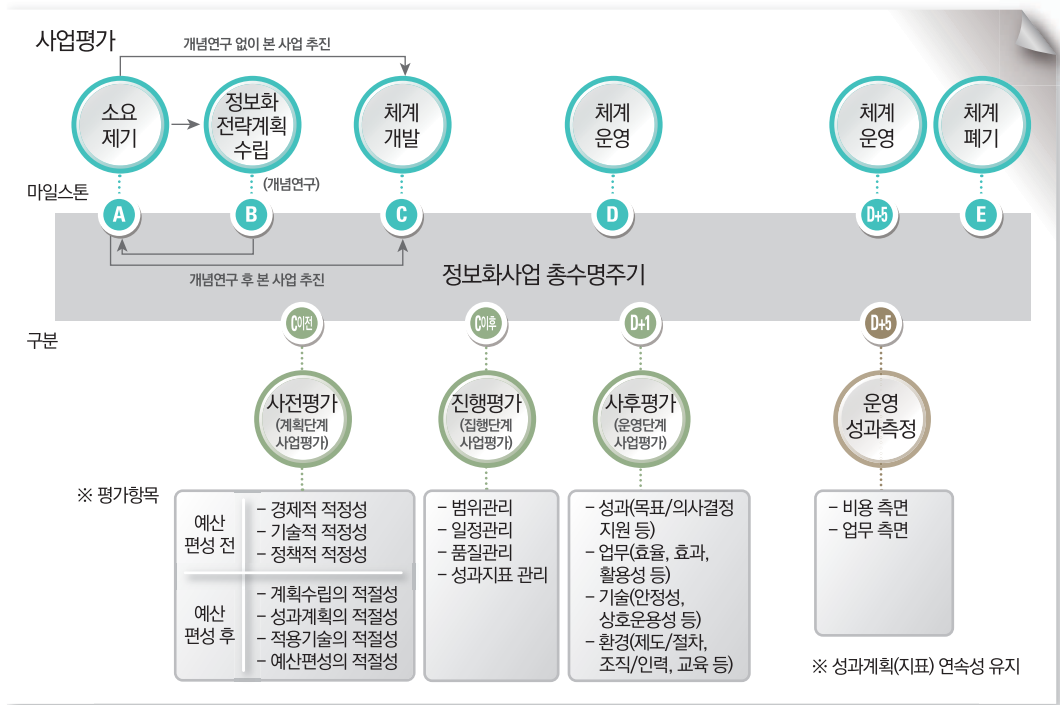 사업평가
개념연구 없이 본 사업 추진
소요
제기
정보화
전략계획
수립
(개념연구)
체계
개발
체계
운영
체계
운영
체계
폐기
마일스톤
A
B
C
D
D+5
E
개념연구 후 본 사업 추진
정보화사업 총수명주기
구분
C이전
C이후
D+1
D+5
사전평가
(계획단계
사업평가)
진행평가
(집행단계
사업평가)
사후평가
(운영단계
사업평가)
운영
성과측정
※ 평가항목
예산
편성 전
– 경제적 적정성
– 기술적 적정성
– 정책적 적정성
예산
편성 후
– 계획수립의 적절성
– 성과계획의 적절성
– 적용기술의 적절성
– 예산편성의 적절성
– 범위관리
– 일정관리
– 품질관리
– 성과지표 관리
– 성과(목표/의사결정
지원 등)
– 업무(효율, 효과,
활용성 등)
– 기술(안정성,
상호운용성 등)
– 환경(제도/절차,
조직/인력, 교육 등)
– 비용 측면
– 업무 측면
※ 성과계획(지표) 연속성 유지